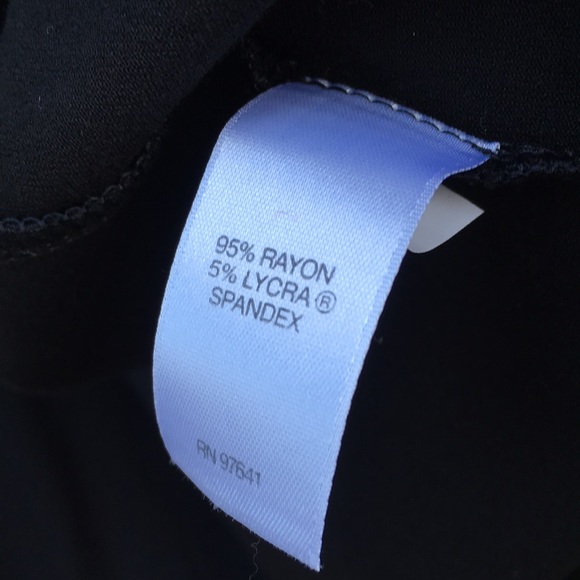 95% RAYON
5% LYCRA®
SPANDEX
RN 97641